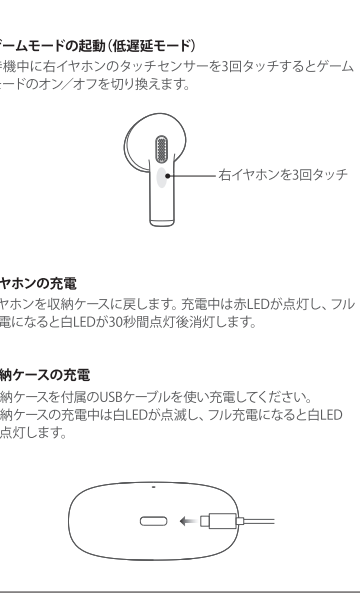 ームモードの起動（低遅延モード）
機中に右イヤホンのタッチセンサーを3回タッチするとゲーム
ードのオン／オフを切り換えます。
右イヤホンを3回タッチ
ヤホンの充電
ヤホンを収納ケースに戻します。充電中は赤LEDが点灯し、フル
電になると白LEDが30秒間点灯後消灯します。
納ケースの充電
納ケースを付属のUSBケーブルを使い充電してください。
納ケースの充電中は白LEDが点滅し、フル充電になると白LED
点灯します。